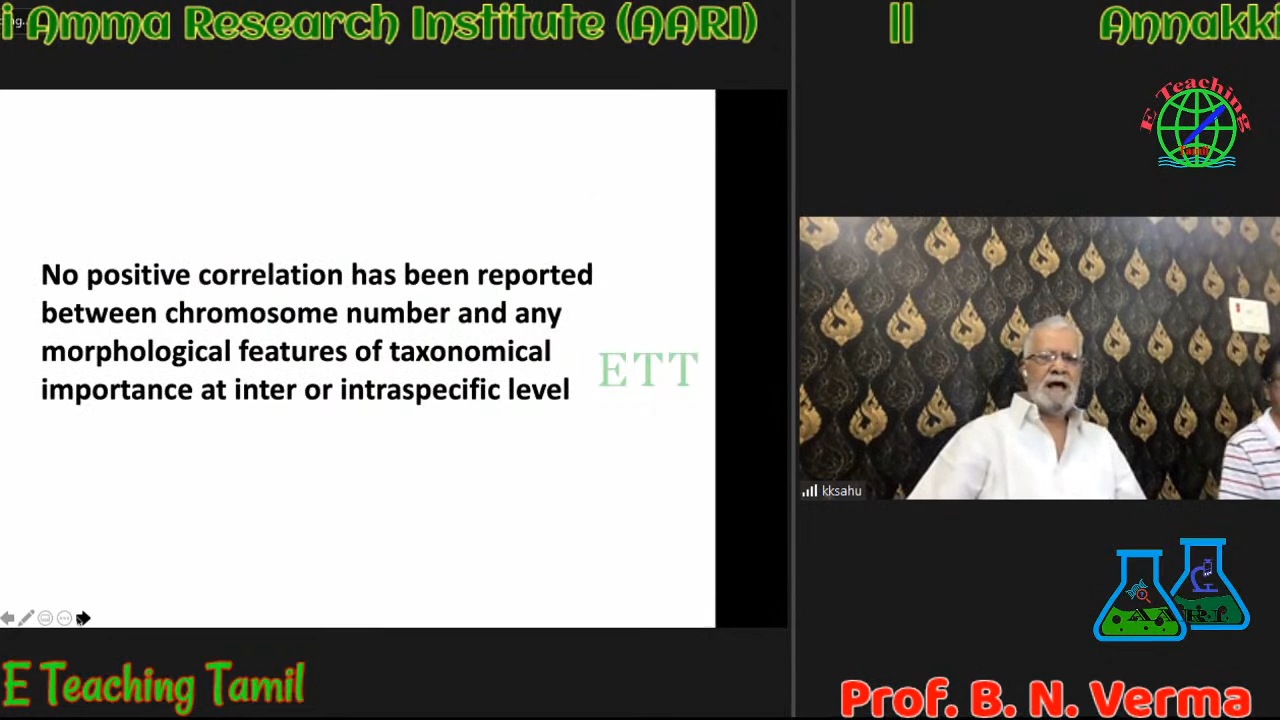 i Amma Research Institute (AARI) || Annakki
No positive correlation has been reported
between chromosome number and any
morphological features of taxonomical
importance at inter or intraspecific level
ETT
E Teaching
Tamil
kksahu
E Teaching Tamil
Prof. B. N. Verma